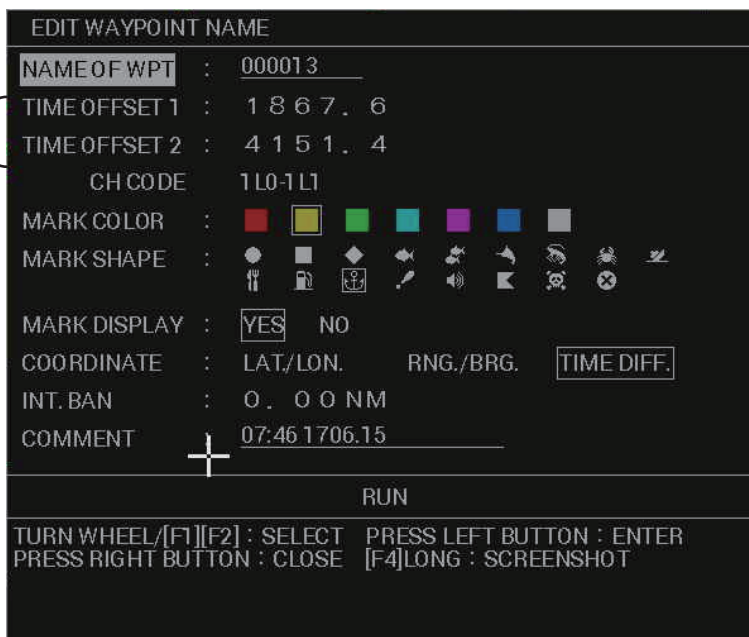 EDIT WAYPOINT NAME
NAME OF WPT : 000013
TIME OFFSET 1 : 1867. 6
TIME OFFSET 2 : 4151. 4
CH CODE 1L0-1L1
MARK COLOR :
MARK SHAPE :
MARK DISPLAY : YES NO
COORDINATE : LAT./LON. RNG./BRG. TIME DIFF.
INT. BAN : 0. 00 NM
COMMENT : 07:46 1706.15
RUN
TURN WHEEL/[F1][F2] : SELECT PRESS LEFT BUTTON : ENTER
PRESS RIGHT BUTTON : CLOSE [F4]LONG : SCREENSHOT